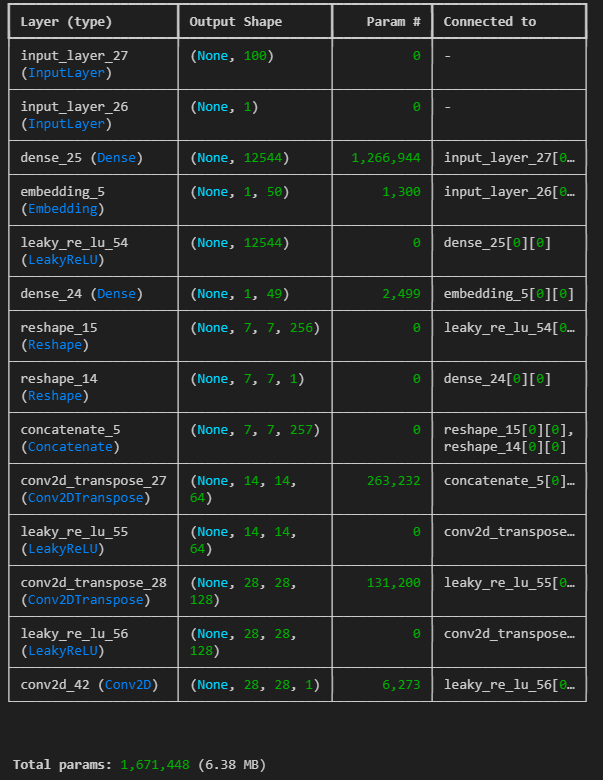 Layer (type) Output Shape Param # Connected to
input_layer_27 (None, 100) 0 -
(InputLayer)
input_layer_26 (None, 1) 0 -
(InputLayer)
dense_25 (Dense) (None, 12544) 1,266,944 input_layer_27[0…
embedding_5 (None, 1, 50) 1,300 input_layer_26[0…
(Embedding)
leaky_re_lu_54 (None, 12544) 0 dense_25[0][0]
(LeakyReLU)
dense_24 (Dense) (None, 1, 49) 2,499 embedding_5[0][0]
reshape_15 (None, 7, 7, 256) 0 leaky_re_lu_54[0…
(Reshape)
reshape_14 (None, 7, 7, 1) 0 dense_24[0][0]
(Reshape)
concatenate_5 (None, 7, 7, 257) 0 reshape_15[0][0],
(Concatenate) reshape_14[0][0]
conv2d_transpose_27 (None, 14, 14, 263,232 concatenate_5[0]…
(Conv2DTranspose) 64)
leaky_re_lu_55 (None, 14, 14, 0 conv2d_transpose…
(LeakyReLU) 64)
conv2d_transpose_28 (None, 28, 28, 131,200 leaky_re_lu_55[0…
(Conv2DTranspose) 128)
leaky_re_lu_56 (None, 28, 28, 0 conv2d_transpose…
(LeakyReLU) 128)
conv2d_42 (Conv2D) (None, 28, 28, 1) 6,273 leaky_re_lu_56[0…
Total params: 1,671,448 (6.38 MB)